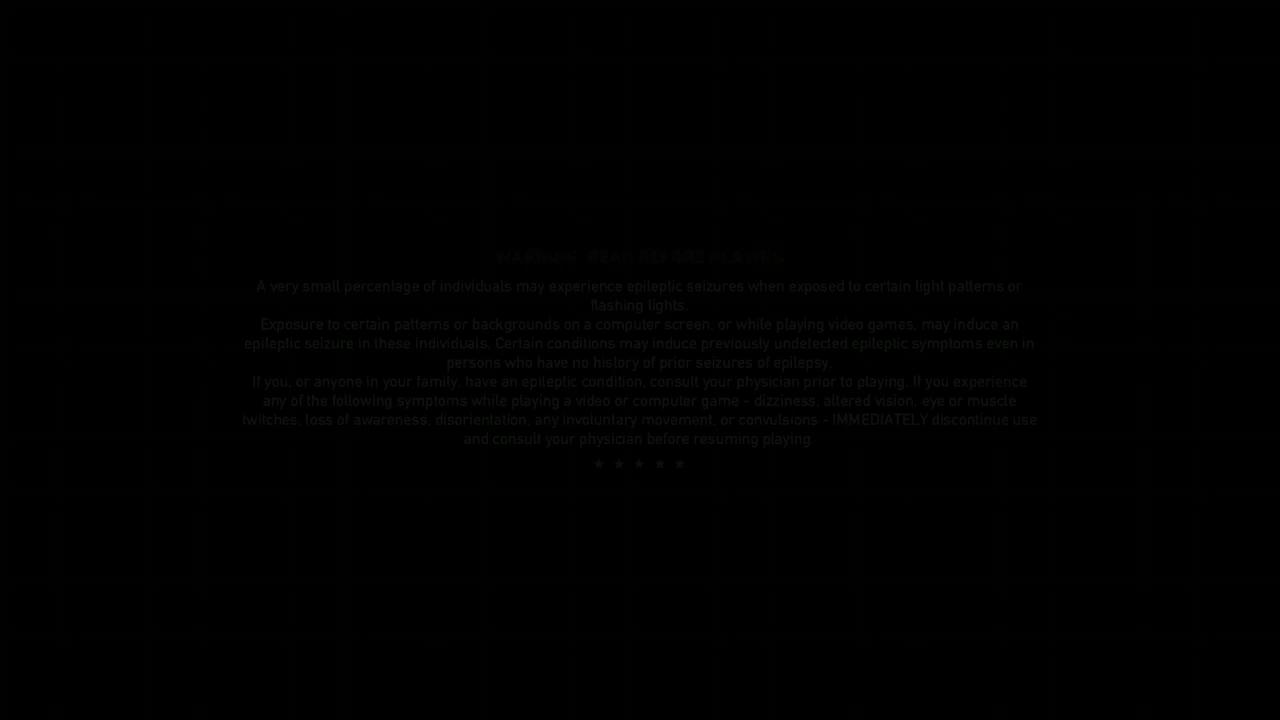 WARNING: READ BEFORE PLAYING
A very small percentage of individuals may experience epileptic seizures when exposed to certain light patterns or
flashing lights.
Exposure to certain patterns or backgrounds on a computer screen, or while playing video games, may induce an
epileptic seizure in these individuals. Certain conditions may induce previously undetected epileptic symptoms even in
persons who have no history of prior seizures of epilepsy.
If you, or anyone in your family, have an epileptic condition, consult your physician prior to playing. If you experience
any of the following symptoms while playing a video or computer game - dizziness, altered vision, eye or muscle
twitches, loss of awareness, disorientation, any involuntary movement, or convulsions - IMMEDIATELY discontinue use
and consult your physician before resuming playing
★ ★ ★ ★ ★